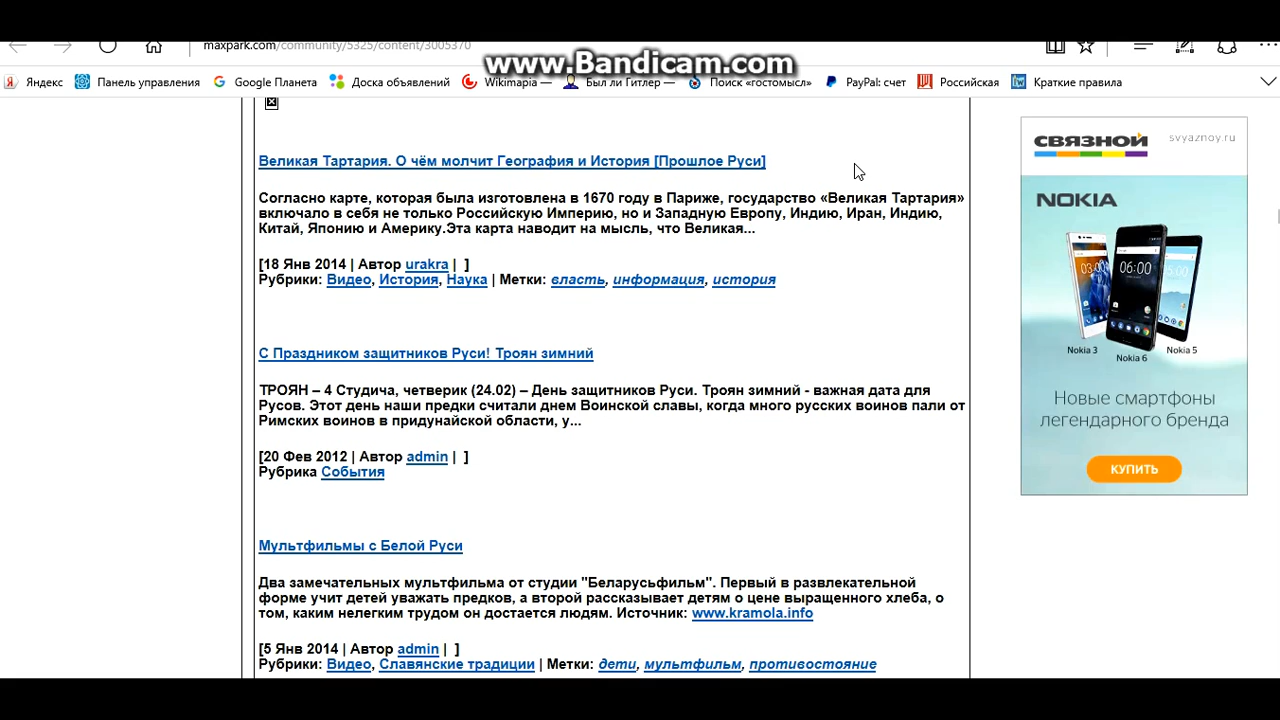 maxpark.com/community/5325/content/3005370
www.Bandicam.com
Яндекс
Панель управления
Google Планета
Доска объявлений
Wikimapia —
Был ли Гитлер —
Поиск «гостомысл»
PayPal: счет
Российская
Краткие правила
Великая Тартария. О чём молчит География и История [Прошлое Руси]
Согласно карте, которая была изготовлена в 1670 году в Париже, государство «Великая Тартария»
включало в себя не только Российскую Империю, но и Западную Европу, Индию, Иран, Индию,
Китай, Японию и Америку.Эта карта наводит на мысль, что Великая...
[18 Янв 2014 | Автор urakra | ]
Рубрики: Видео, История, Наука | Метки: власть, информация, история
С Праздником защитников Руси! Троян зимний
ТРОЯН – 4 Студича, четверик (24.02) – День защитников Руси. Троян зимний - важная дата для
Русов. Этот день наши предки считали днем Воинской славы, когда много русских воинов пали от
Римских воинов в придунайской области, у...
[20 Фев 2012 | Автор admin | ]
Рубрика События
Мультфильмы с Белой Руси
Два замечательных мультфильма от студии "Беларусьфильм". Первый в развлекательной
форме учит детей уважать предков, а второй рассказывает детям о цене выращенного хлеба, о
том, каким нелегким трудом он достается людям. Источник: www.kramola.info
[5 Янв 2014 | Автор admin | ]
Рубрики: Видео, Славянские традиции | Метки: дети, мультфильм, противостояние
СВЯЗНОЙ
svyaznoy.ru
NOKIA
03:00
06:00
Nokia 3
Nokia 6
Nokia 5
Новые смартфоны
легендарного бренда
КУПИТЬ